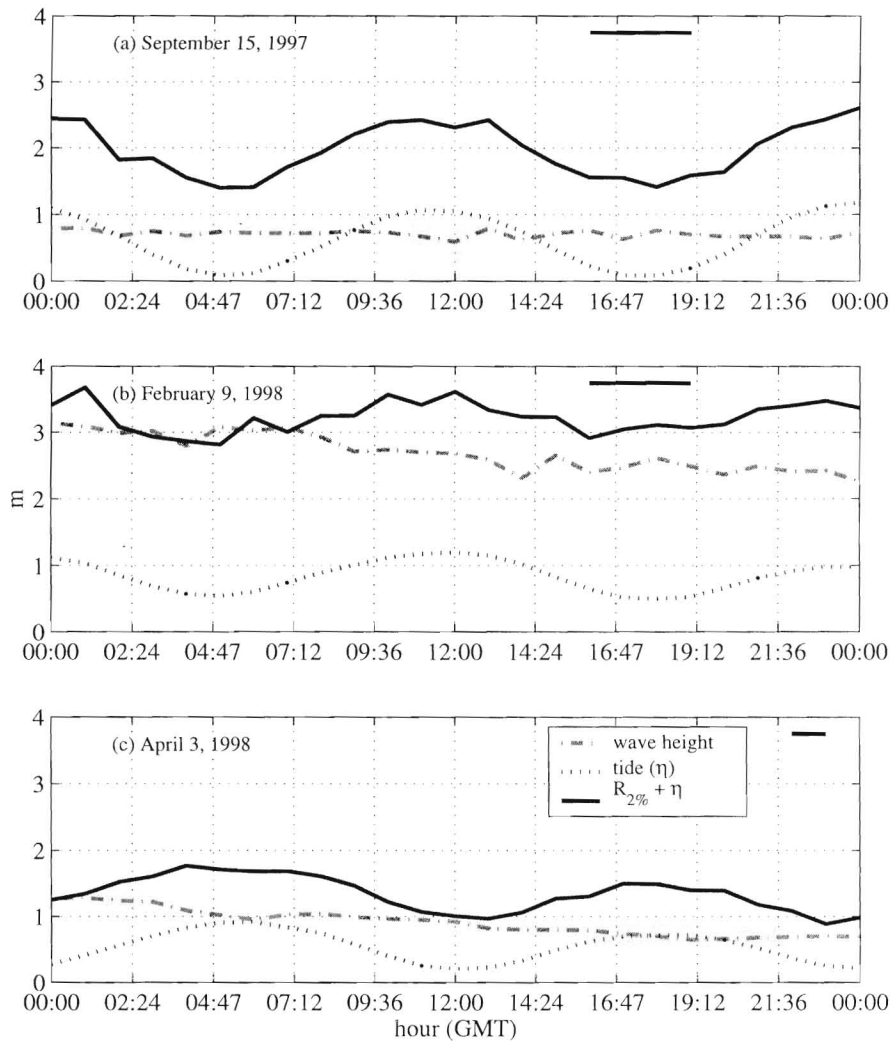 4
(a) September 15, 1997
3
2
1
0
00:00 02:24 04:47 07:12 09:36 12:00 14:24 16:47 19:12 21:36 00:00
4
(b) February 9, 1998
3
m
2
1
0
00:00 02:24 04:47 07:12 09:36 12:00 14:24 16:47 19:12 21:36 00:00
4
(c) April 3, 1998
wave height
tide (η)
3
R2% + η
2
1
0
00:00 02:24 04:47 07:12 09:36 12:00 14:24 16:47 19:12 21:36 00:00
hour (GMT)